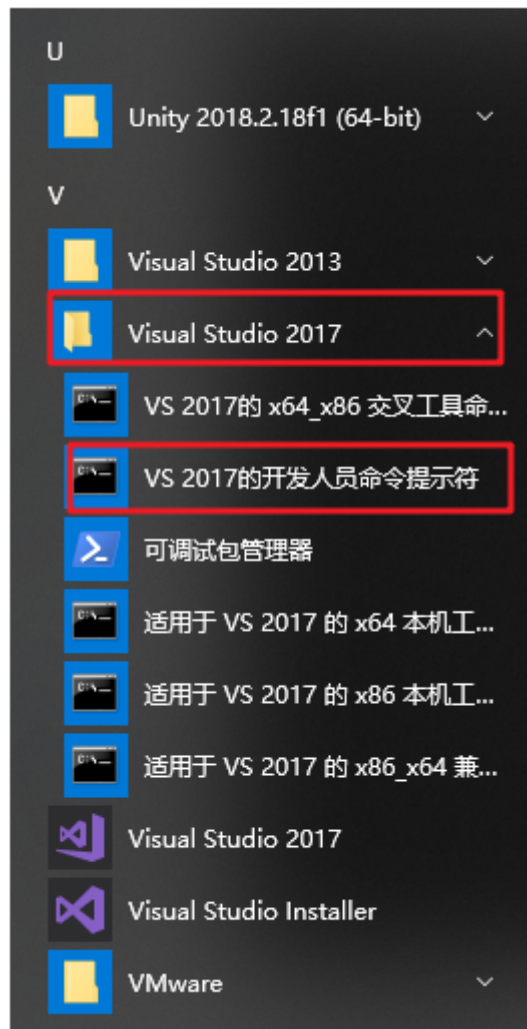 U
Unity 2018.2.18f1 (64-bit)
V
Visual Studio 2013
Visual Studio 2017
VS 2017的 x64_x86 交叉工具命...
VS 2017的开发人员命令提示符
可调试包管理器
适用于 VS 2017 的 x64 本机工...
适用于 VS 2017 的 x86 本机工...
适用于 VS 2017 的 x86_x64 兼...
Visual Studio 2017
Visual Studio Installer
VMware